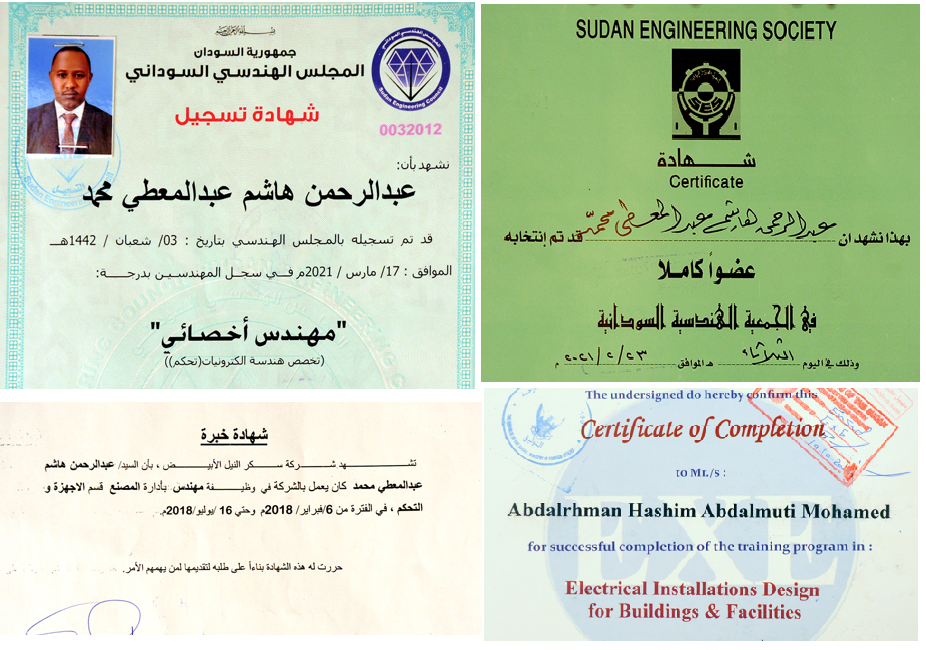 جمهورية السودان
المجلس الهندسي السوداني
Sudan Engineering Council
شهادة تسجيل
0032012
نشهد بأن:
عبدالرحمن هاشم عبدالمعطي محمد
قد تم تسجيله بالمجلس الهندسي بتاريخ : 03/ شعبان / 1442هـ
الموافق : 17/ مارس / 2021م في سجل المهندسين بدرجة:
"مهندس أخصائي"
(تخصص هندسة الكترونيات(تحكم))
SUDAN ENGINEERING SOCIETY
SES
شهادة
Certificate
بهذا نشهد ان عبدالرحمن هاشم عبدالمعطي محمد قد تم إنتخابه
عضواً كاملا
في الجمعية الهندسية السودانية
وذلك في اليوم الثلاثاء هـ الموافق ٢٠٢١/٢/٢٣ م
شهادة خبرة
تشهد شركة سكر النيل الأبيض ، بأن السيد/ عبدالرحمن هاشم
عبدالمعطي محمد كان يعمل بالشركة في وظيفة مهندس بأدارة المصنع قسم الاجهزة و
التحكم ، في الفترة من 6/فبراير/ 2018م وحتي 16 /يوليو/2018م.
حررت له هذه الشهادة بناءاً على طلبه لتقديمها لمن يهمهم الأمر.
The undersigned do hereby confirm this
Certificate of Completion
to Mr./s :
EXE
Abdalrhman Hashim Abdalmuti Mohamed
for successful completion of the training program in :
Electrical Installations Design
for Buildings & Facilities